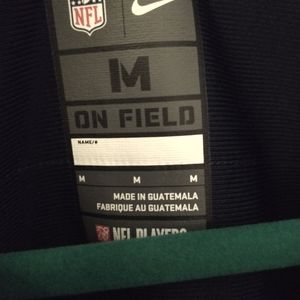 NFL
M
ON FIELD
NAME/#
M M M
MADE IN GUATEMALA
FABRIQUE AU GUATEMALA
NFL PLAYERS